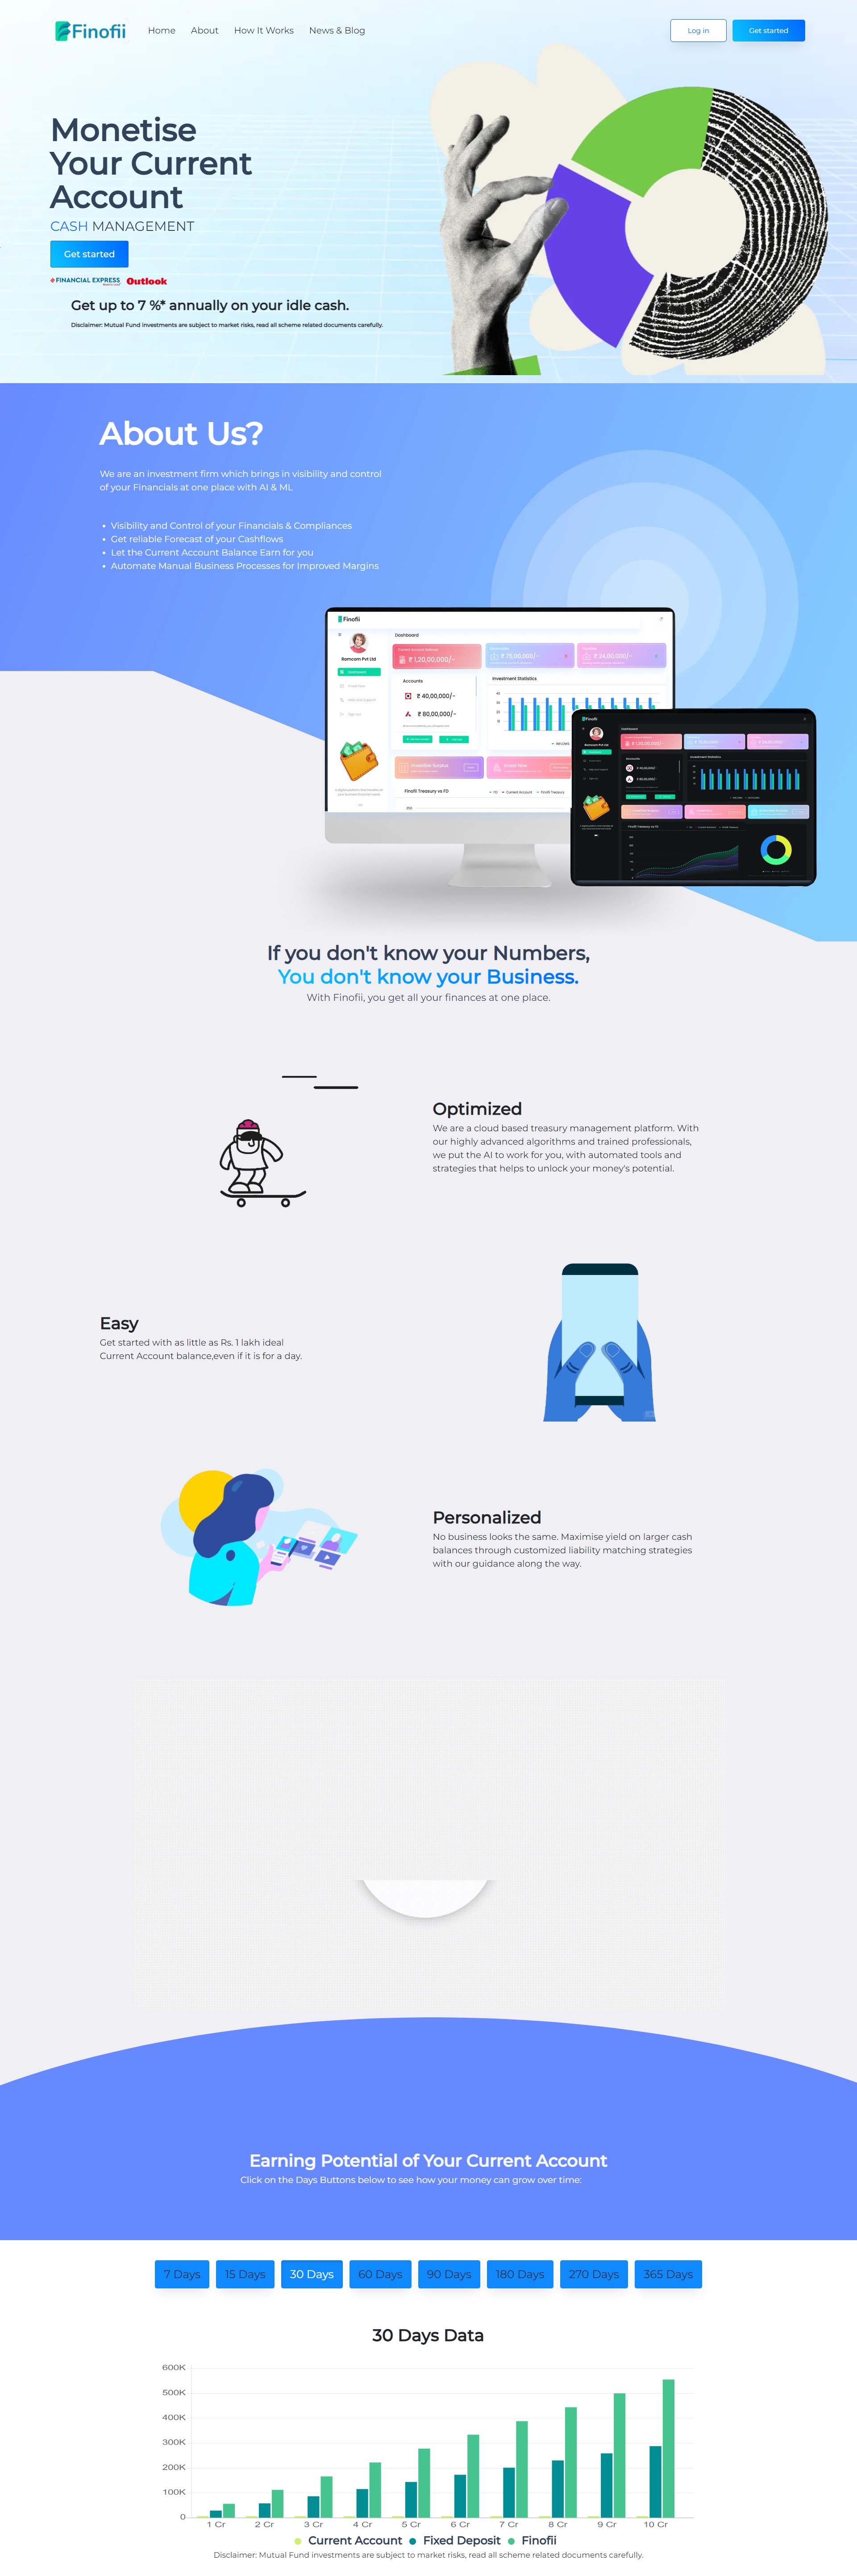 Finofii
Home About How It Works News & Blog
Log in Get started
Monetise
Your Current
Account
CASH MANAGEMENT
Get started
FINANCIAL EXPRESS Outlook
Get up to 7 %* annually on your idle cash.
Disclaimer: Mutual Fund investments are subject to market risks, read all scheme related documents carefully.
About Us?
We are an investment firm which brings in visibility and control
of your Financials at one place with AI & ML
• Visibility and Control of your Financials & Compliances
• Get reliable Forecast of your Cashflows
• Let the Current Account Balance Earn for you
• Automate Manual Business Processes for Improved Margins
Finofii
Dashboard
Ramcom Pvt Ltd
₹ 1,20,00,000/-
₹ 75,00,000/-
₹ 24,00,000/-
Accounts
₹ 40,00,000/-
₹ 80,00,000/-
Investment Statistics
Finofii Treasury vs FD
Finofii
Dashboard
Ramcom Pvt Ltd
Accounts
Investment Statistics
Finofii Treasury vs FD
If you don't know your Numbers,
You don't know your Business.
With Finofii, you get all your finances at one place.
Optimized
We are a cloud based treasury management platform. With
our highly advanced algorithms and trained professionals,
we put the AI to work for you, with automated tools and
strategies that helps to unlock your money's potential.
Easy
Get started with as little as Rs. 1 lakh ideal
Current Account balance,even if it is for a day.
Personalized
No business looks the same. Maximise yield on larger cash
balances through customized liability matching strategies
with our guidance along the way.
Earning Potential of Your Current Account
Click on the Days Buttons below to see how your money can grow over time:
7 Days 15 Days 30 Days 60 Days 90 Days 180 Days 270 Days 365 Days
30 Days Data
600K
500K
400K
300K
200K
100K
0
1 Cr 2 Cr 3 Cr 4 Cr 5 Cr 6 Cr 7 Cr 8 Cr 9 Cr 10 Cr
Current Account Fixed Deposit Finofii
Disclaimer: Mutual Fund investments are subject to market risks, read all scheme related documents carefully.